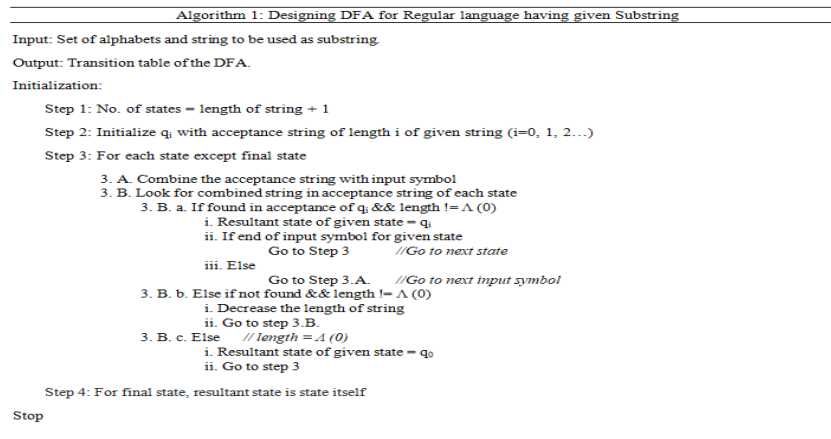 Algorithm 1: Designing DFA for Regular language having given Substring
Input: Set of alphabets and string to be used as substring.
Output: Transition table of the DFA.
Initialization:
Step 1: No. of states = length of string + 1
Step 2: Initialize qi with acceptance string of length i of given string (i=0, 1, 2…)
Step 3: For each state except final state
3. A. Combine the acceptance string with input symbol
3. B. Look for combined string in acceptance string of each state
3. B. a. If found in acceptance of qi && length != Λ (0)
i. Resultant state of given state = qi
ii. If end of input symbol for given state
Go to Step 3 //Go to next state
iii. Else
Go to Step 3.A. //Go to next input symbol
3. B. b. Else if not found && length != Λ (0)
i. Decrease the length of string
ii. Go to step 3.B.
3. B. c. Else // length = Λ (0)
i. Resultant state of given state = q0
ii. Go to step 3
Step 4: For final state, resultant state is state itself
Stop